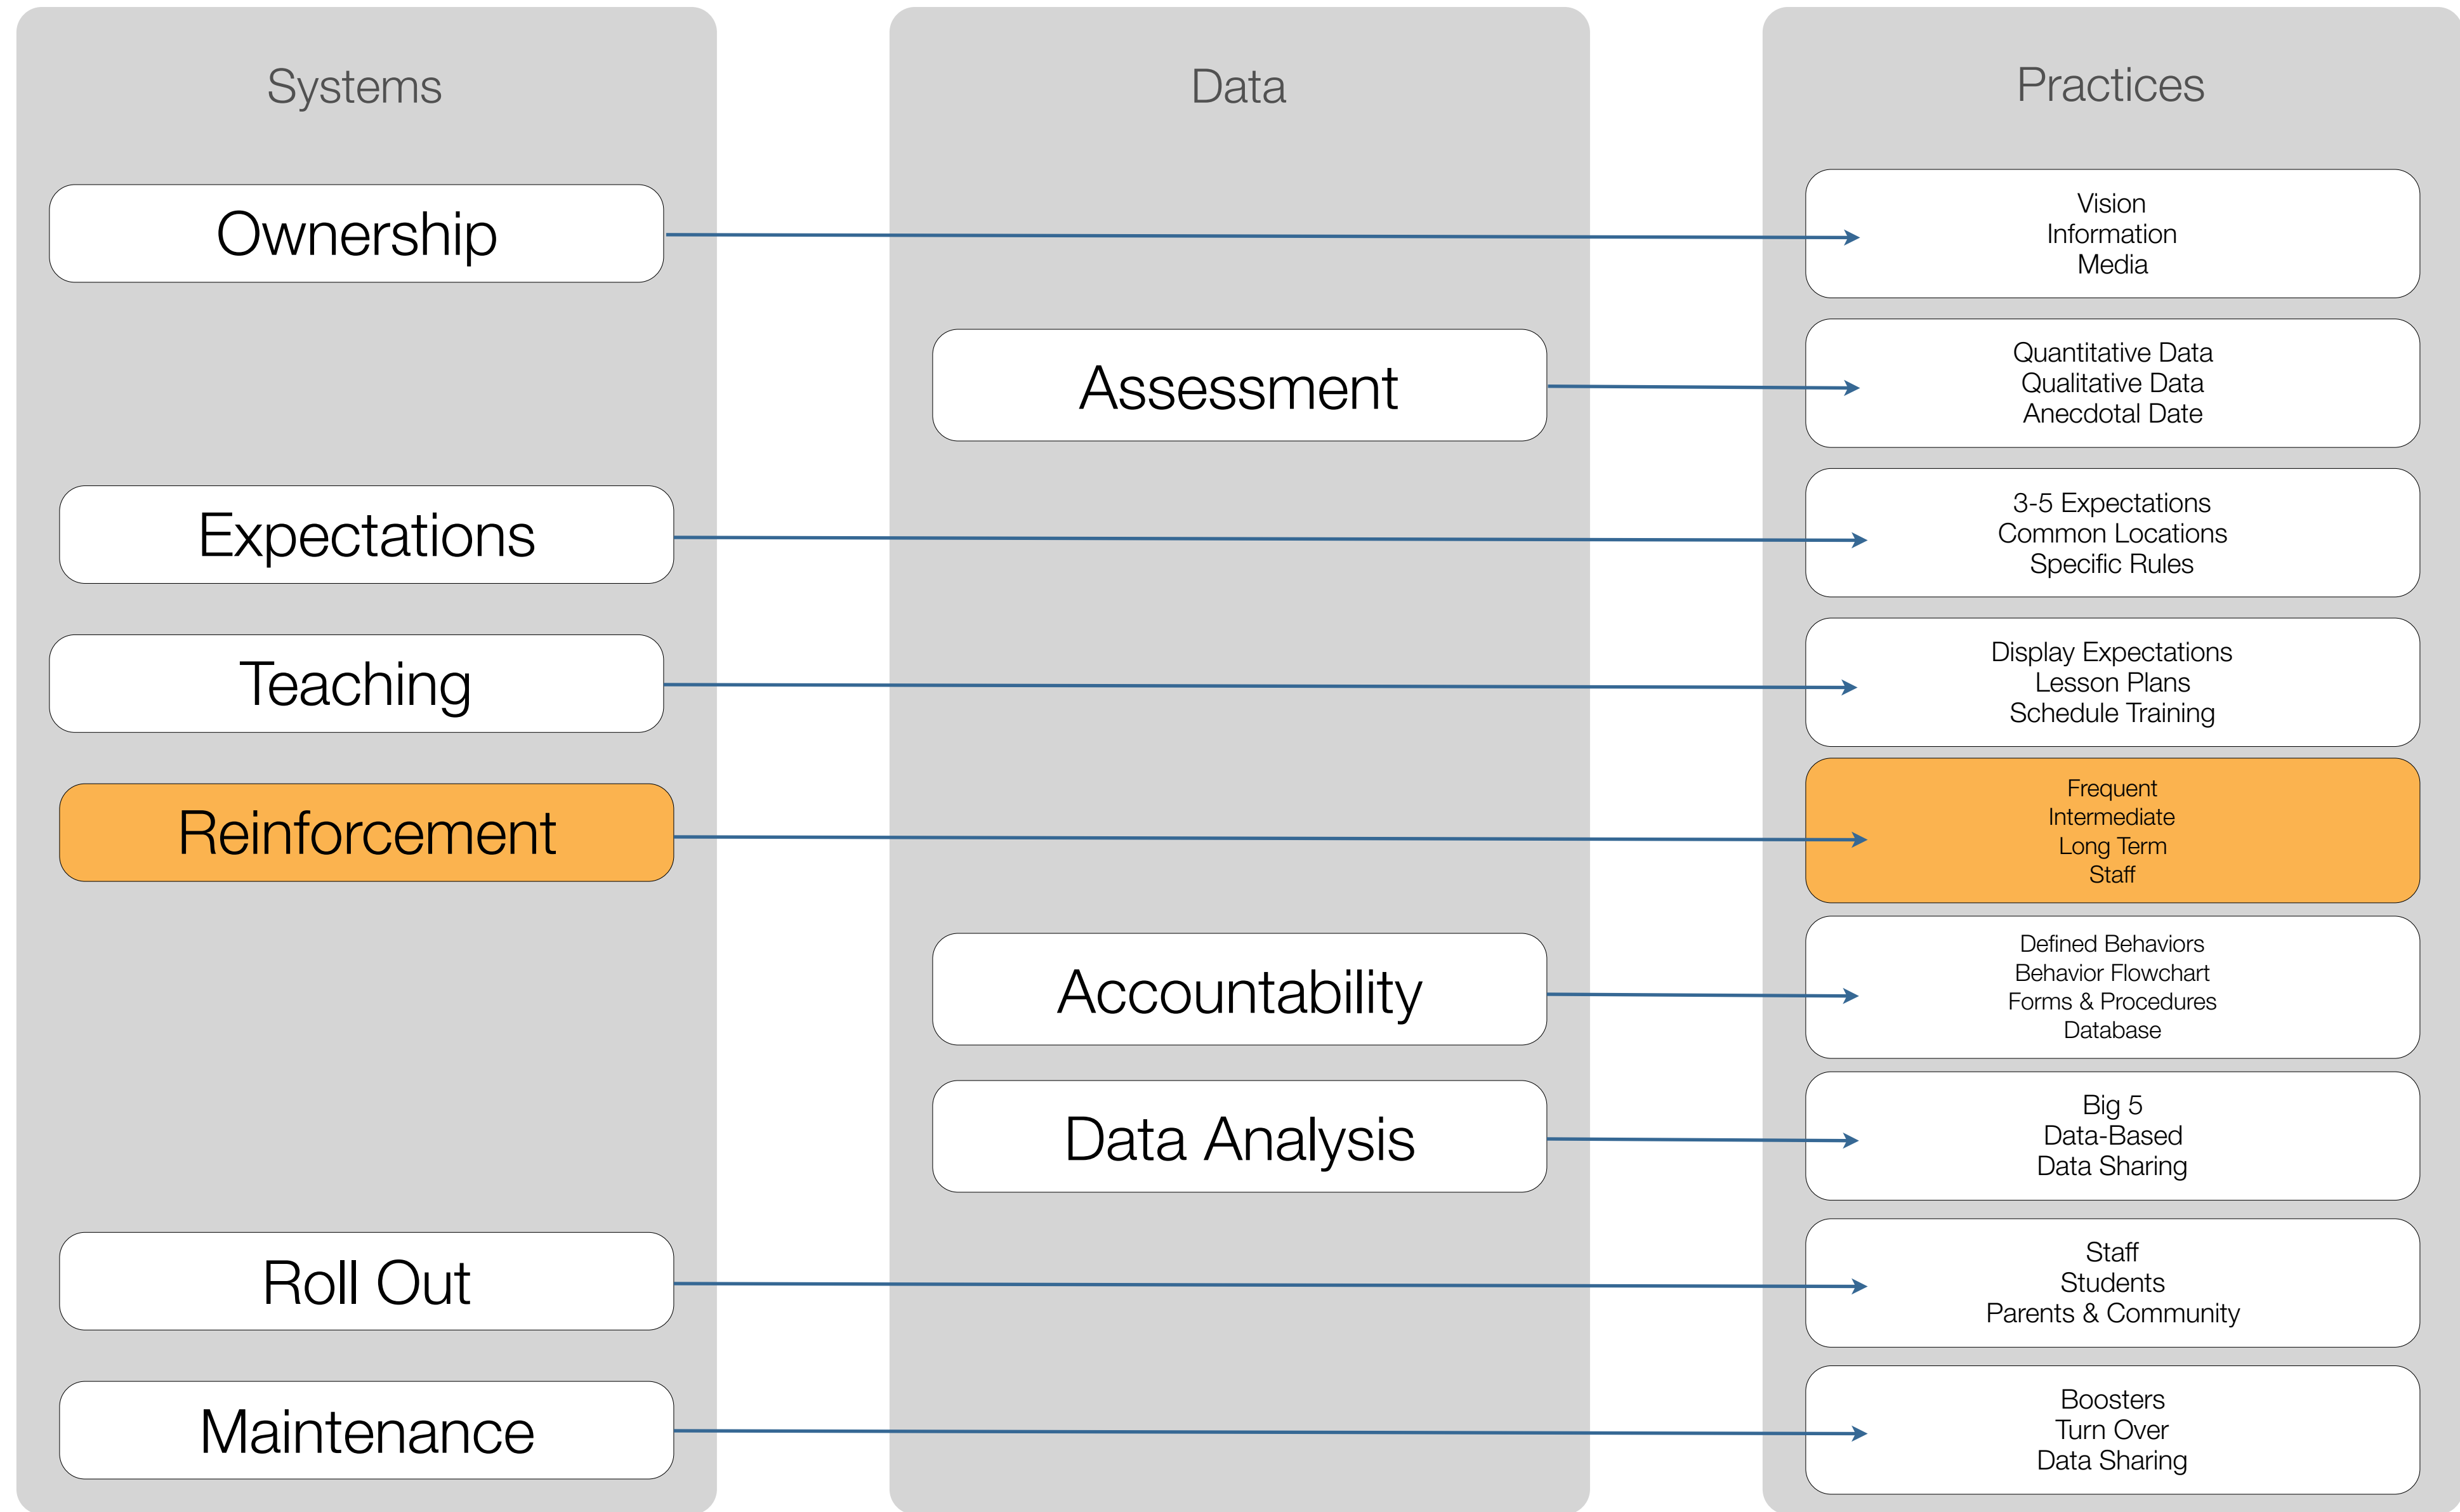 Systems
Data
Practices
Ownership
Vision
Information
Media
Assessment
Quantitative Data
Qualitative Data
Anecdotal Date
Expectations
3-5 Expectations
Common Locations
Specific Rules
Teaching
Display Expectations
Lesson Plans
Schedule Training
Reinforcement
Frequent
Intermediate
Long Term
Staff
Accountability
Defined Behaviors
Behavior Flowchart
Forms & Procedures
Database
Data Analysis
Big 5
Data-Based
Data Sharing
Roll Out
Staff
Students
Parents & Community
Maintenance
Boosters
Turn Over
Data Sharing